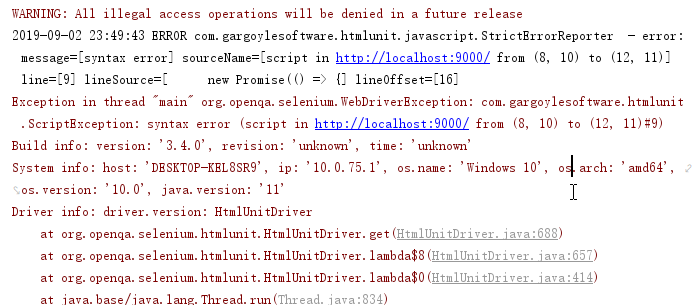 WARNING: All illegal access operations will be denied in a future release
2019-09-02 23:49:43 ERROR com.gargoylesoftware.htmlunit.javascript.StrictErrorReporter - error:
message=[syntax error] sourceName=[script in http://localhost:9000/ from (8, 10) to (12, 11)]
line=[9] lineSource=[ new Promise(() => {] lineOffset=[16]
Exception in thread "main" org.openqa.selenium.WebDriverException: com.gargoylesoftware.htmlunit
.ScriptException: syntax error (script in http://localhost:9000/ from (8, 10) to (12, 11)#9)
Build info: version: '3.4.0', revision: 'unknown', time: 'unknown'
System info: host: 'DESKTOP-KEL8SR9', ip: '10.0.75.1', os.name: 'Windows 10', os.arch: 'amd64',
os.version: '10.0', java.version: '11'
Driver info: driver.version: HtmlUnitDriver
at org.openqa.selenium.htmlunit.HtmlUnitDriver.get(HtmlUnitDriver.java:688)
at org.openqa.selenium.htmlunit.HtmlUnitDriver.lambda$8(HtmlUnitDriver.java:657)
at org.openqa.selenium.htmlunit.HtmlUnitDriver.lambda$0(HtmlUnitDriver.java:414)
at java.base/java.lang.Thread.run(Thread.java:834)